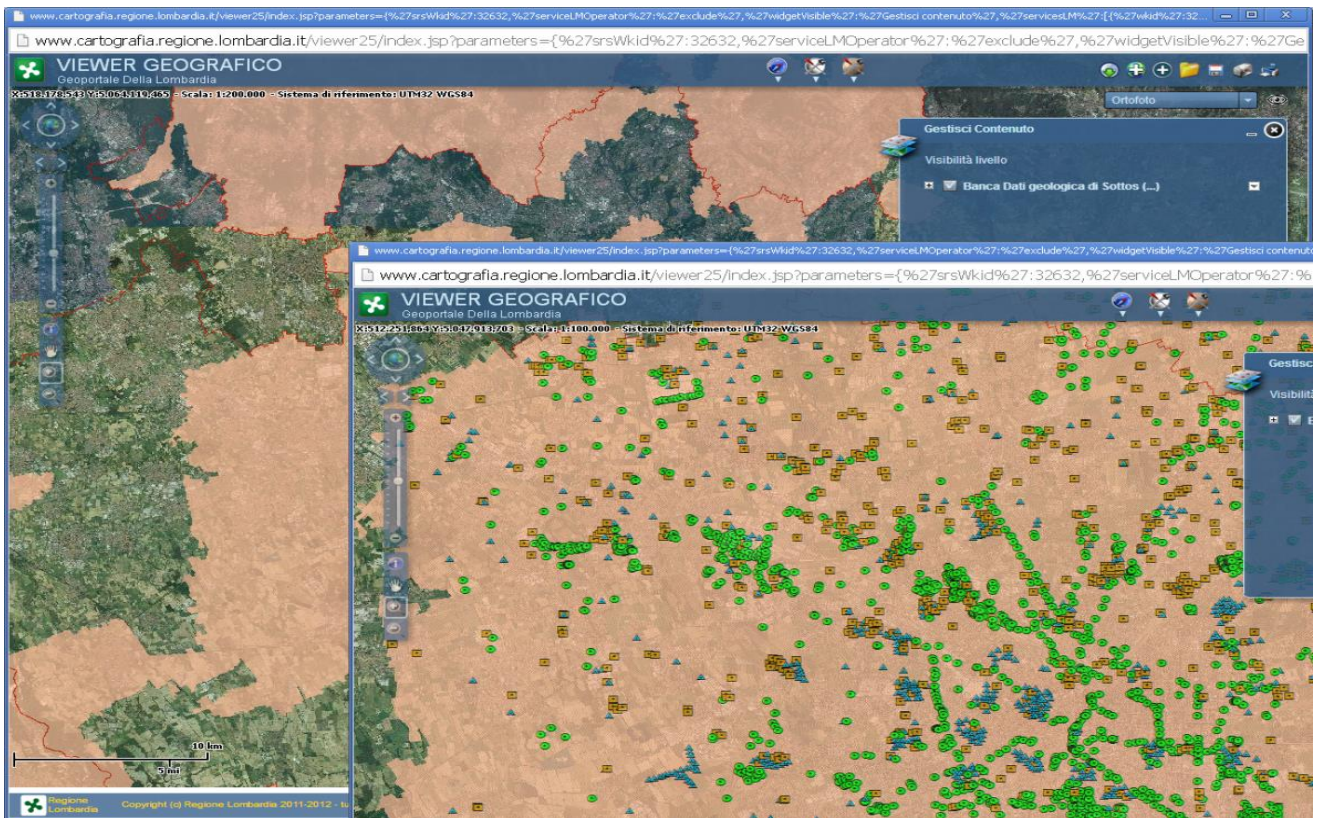 www.cartografia.regione.lombardia.it/viewer25/index.jsp?parameters={%27srsWkid%27:32632,%27serviceLMOperator%27:%27exclude%27,%27widgetVisible%27:%27Gestisci contenuto%27,%27servicesLM%27:[{%27wkid%27:32...
www.cartografia.regione.lombardia.it/viewer25/index.jsp?parameters={%27srsWkid%27:32632,%27serviceLMOperator%27:%27exclude%27,%27widgetVisible%27:%27Ge
VIEWER GEOGRAFICO
Geoportale Della Lombardia
X:518.178,543 Y:5.064.119,465 - Scala: 1:200.000 - Sistema di riferimento: UTM32 WGS84
Ortofoto
Gestisci Contenuto
Visibilità livello
Banca Dati geologica di Sottos (...)
www.cartografia.regione.lombardia.it/viewer25/index.jsp?parameters={%27srsWkid%27:32632,%27serviceLMOperator%27:%27exclude%27,%27widgetVisible%27:%27Gestisci contenuto
www.cartografia.regione.lombardia.it/viewer25/index.jsp?parameters={%27srsWkid%27:32632,%27serviceLMOperator%27:%
VIEWER GEOGRAFICO
Geoportale Della Lombardia
X:512.251,864 Y:5.047.913,703 - Scala: 1:100.000 - Sistema di riferimento: UTM32 WGS84
Gestisc
Visibilità
10 km
5 mi
Regione
Lombardia
Copyright (c) Regione Lombardia 2011-2012 - tu